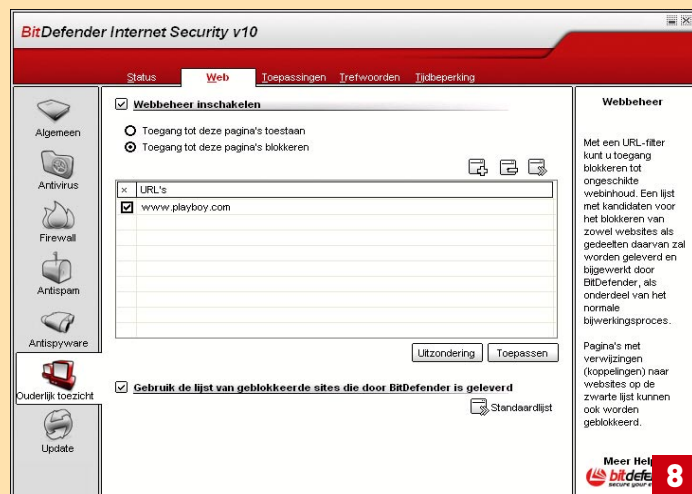 BitDefender Internet Security v10
Status Web Toepassingen Trefwoorden Tijdbeperking
Algemeen
Antivirus
Firewall
Antispam
Antispyware
Ouderlijk toezicht
Update
Webbeheer inschakelen
Toegang tot deze pagina's toestaan
Toegang tot deze pagina's blokkeren
× URL's
www.playboy.com
Uitzondering Toepassen
Gebruik de lijst van geblokkeerde sites die door BitDefender is geleverd
Standaardlijst
Webbeheer
Met een URL-filter
kunt u toegang
blokkeren tot
ongeschikte
webinhoud. Een lijst
met kandidaten voor
het blokkeren van
zowel websites als
gedeelten daarvan zal
worden geleverd en
bijgewerkt door
BitDefender, als
onderdeel van het
normale
bijwerkingsproces.
Pagina's met
verwijzingen
(koppelingen) naar
websites op de
zwarte lijst kunnen
ook worden
geblokkeerd.
Meer Help
bitdefe
secure your
8